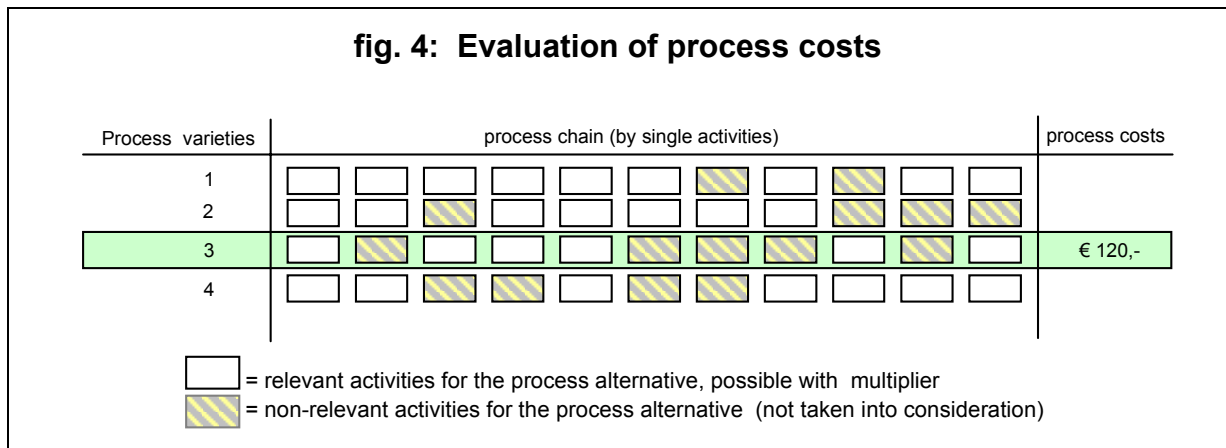 fig. 4: Evaluation of process costs
Process varieties process chain (by single activities) process costs
1
2
3 € 120,-
4
= relevant activities for the process alternative, possible with multiplier
= non-relevant activities for the process alternative (not taken into consideration)